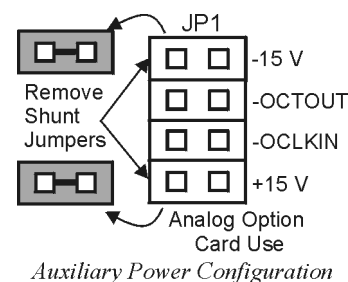 JP1
-15 V
-OCTOUT
-OCLKIN
+15 V
Remove
Shunt
Jumpers
Analog Option
Card Use
Auxiliary Power Configuration